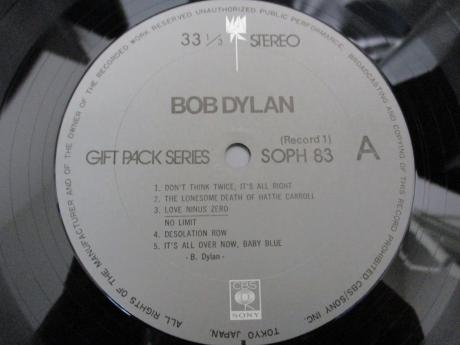 ALL RIGHTS OF THE MANUFACTURER AND OF THE OWNER OF THE RECORDED WORK RESERVED UNAUTHORIZED PUBLIC PERFORMANCE, BROADCASTING AND COPYING OF THIS RECORD PROHIBITED CBS/SONY INC. TOKYO JAPAN.
33 1/3 STEREO
BOB DYLAN
(Record 1)
GIFT PACK SERIES SOPH 83 A
1. DON'T THINK TWICE, IT'S ALL RIGHT
2. THE LONESOME DEATH OF HATTIE CARROLL
3. LOVE NINUS ZERO
NO LIMIT
4. DESOLATION ROW
5. IT'S ALL OVER NOW, BABY BLUE
- B. Dylan -
CBS
SONY